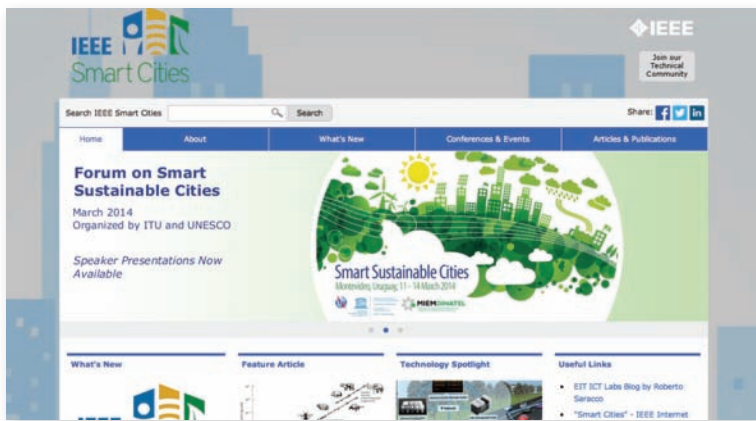 IEEE
Smart Cities
IEEE
Join our
Technical
Community
Search IEEE Smart Cities
Search
Share:
Home
About
What's New
Conferences & Events
Articles & Publications
Forum on Smart
Sustainable Cities
March 2014
Organized by ITU and UNESCO
Speaker Presentations Now
Available
Smart Sustainable Cities
Montevideo, Uruguay, 11 - 14 March 2014
MIEMDINATEL
What's New
Feature Article
Technology Spotlight
Useful Links
EIT ICT Labs Blog by Roberto
Saracco
"Smart Cities" - IEEE Internet
IEEE